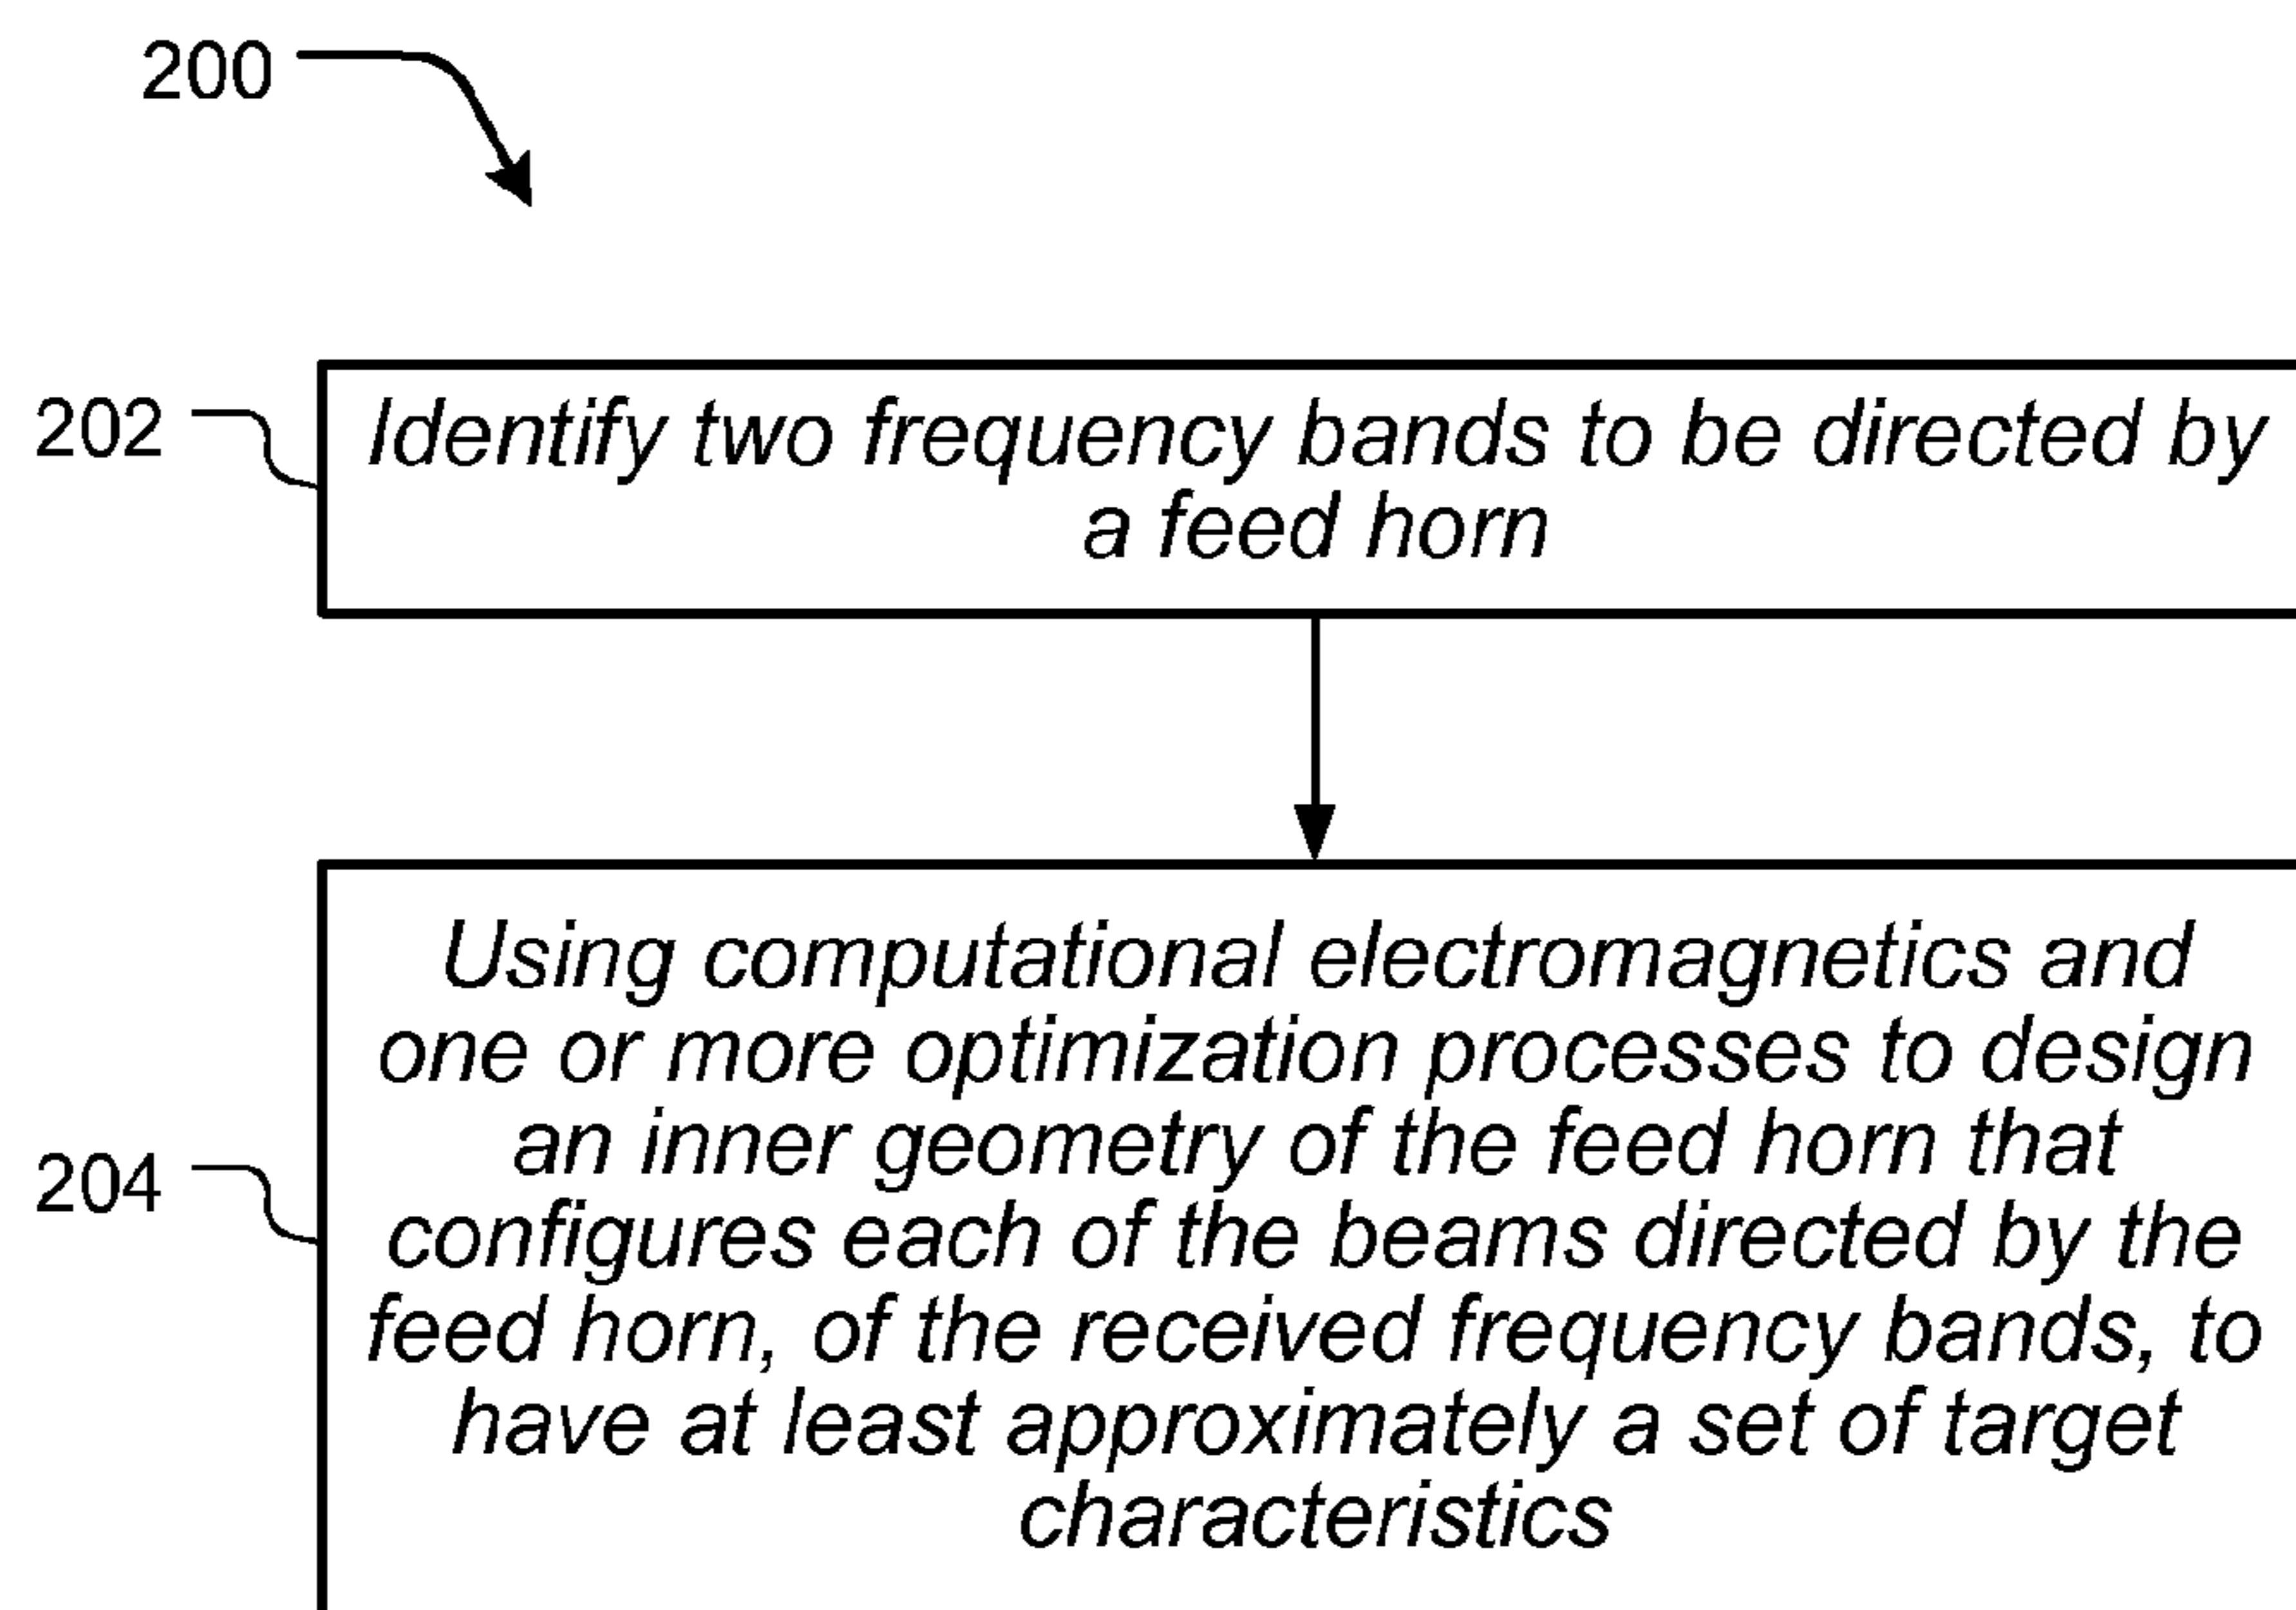 200
202
Identify two frequency bands to be directed by
a feed horn
Using computational electromagnetics and
one or more optimization processes to design
an inner geometry of the feed horn that
204
configures each of the beams directed by the
feed horn, of the received frequency bands, to
have at least approximately a set of target
characteristics